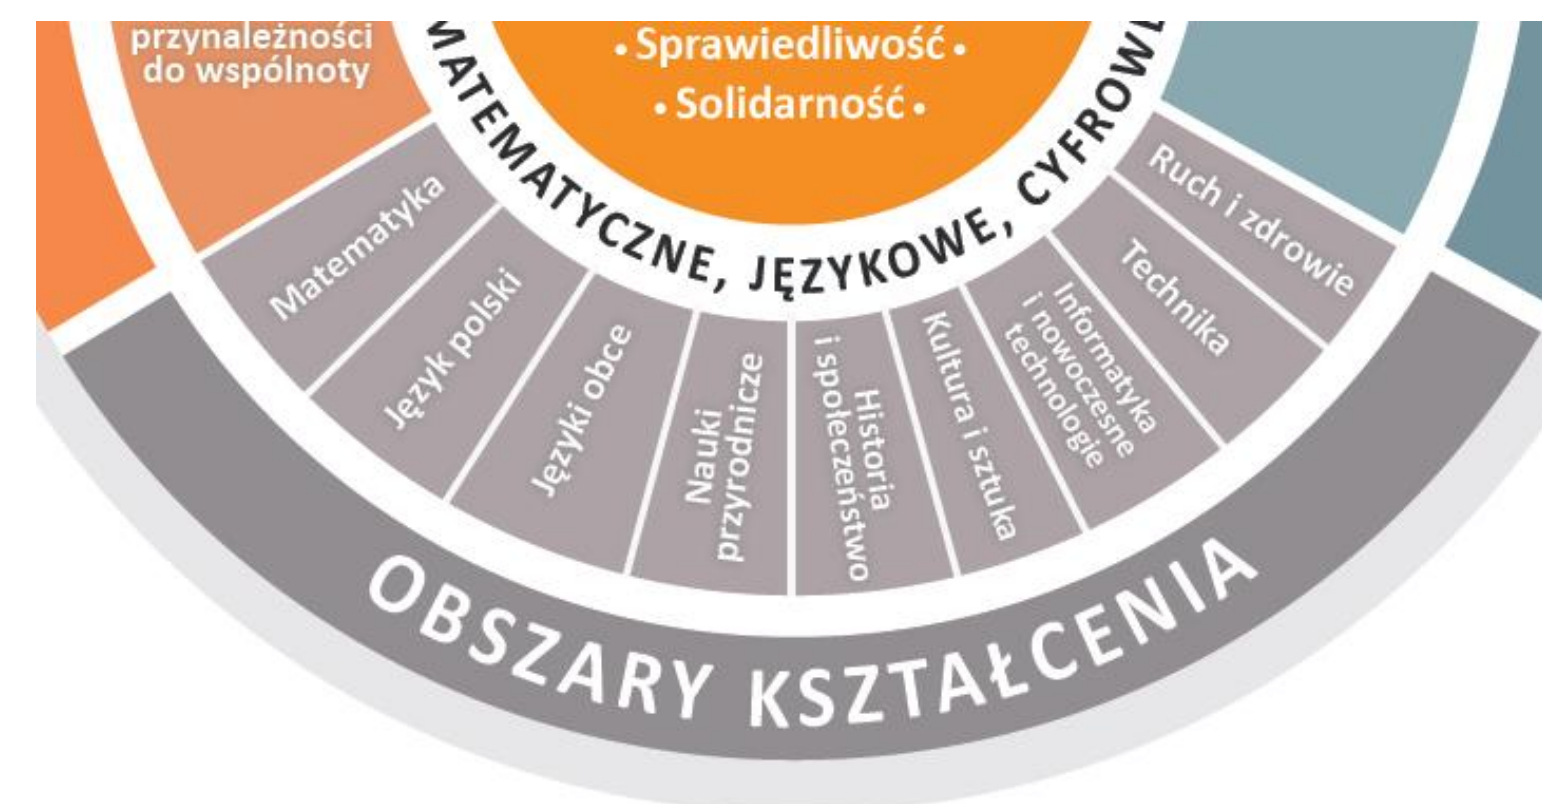 przynależności
do wspólnoty
• Sprawiedliwość •
• Solidarność •
MATEMATYCZNE, JĘZYKOWE, CYFROWE
Matematyka
Język polski
Języki obce
Nauki
przyrodnicze
Historia
i społeczeństwo
Kultura i sztuka
Informatyka
i nowoczesne
technologie
Technika
Ruch i zdrowie
OBSZARY KSZTAŁCENIA